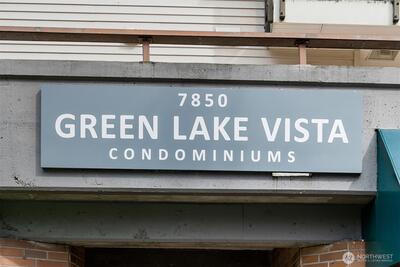 7850
GREEN LAKE VISTA
CONDOMINIUMS
NORTHWEST